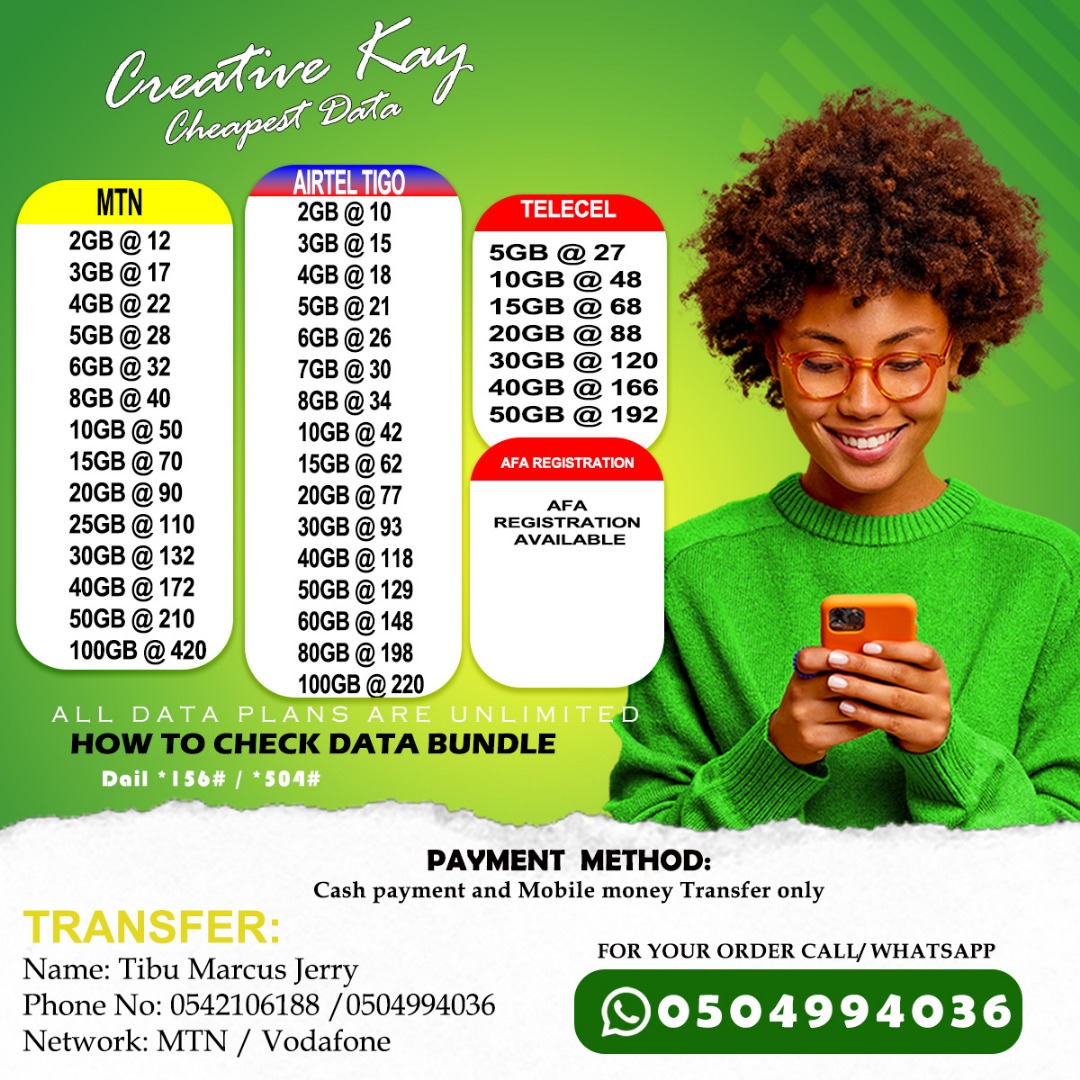 Creative Kay
Cheapest Data
MTN
2GB @ 12
3GB @ 17
4GB @ 22
5GB @ 28
6GB @ 32
8GB @ 40
10GB @ 50
15GB @ 70
20GB @ 90
25GB @ 110
30GB @ 132
40GB @ 172
50GB @ 210
100GB @ 420
AIRTEL TIGO
2GB @ 10
3GB @ 15
4GB @ 18
5GB @ 21
6GB @ 26
7GB @ 30
8GB @ 34
10GB @ 42
15GB @ 62
20GB @ 77
30GB @ 93
40GB @ 118
50GB @ 129
60GB @ 148
80GB @ 198
100GB @ 220
TELECEL
5GB @ 27
10GB @ 48
15GB @ 68
20GB @ 88
30GB @ 120
40GB @ 166
50GB @ 192
AFA REGISTRATION
AFA
REGISTRATION
AVAILABLE
ALL DATA PLANS ARE UNLIMITED
HOW TO CHECK DATA BUNDLE
Dail *156# / *504#
PAYMENT METHOD:
Cash payment and Mobile money Transfer only
TRANSFER:
Name: Tibu Marcus Jerry
Phone No: 0542106188 /0504994036
Network: MTN / Vodafone
FOR YOUR ORDER CALL/ WHATSAPP
0504994036